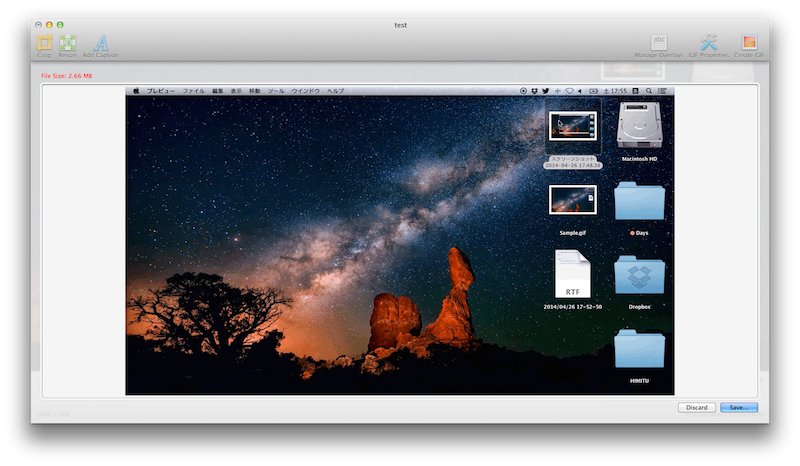 test
Crop
Resize
Add Caption
Manage Overlays
GIF Properties
Create GIF
File Size: 2.66 MB
プレビュー ファイル 編集 表示 移動 ツール ウインドウ ヘルプ
土 17:55
スクリーンショット
2014-04-26 17.48.58
Macintosh HD
Sample.gif
Days
RTF
2014/04/26 17-52-50
Dropbox
HIMITU
Discard
Save...